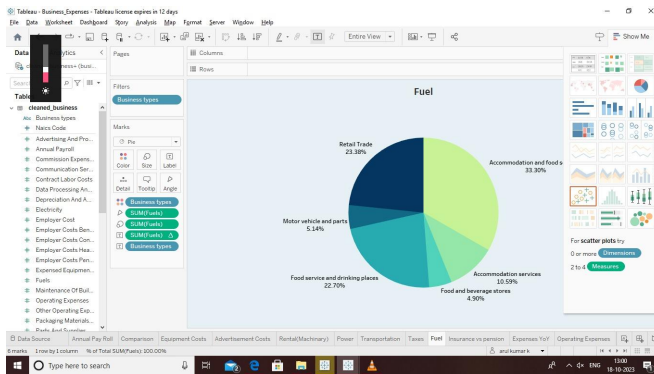 Tableau - Business_Expenses - Tableau license expires in 12 days
File Data Worksheet Dashboard Story Analysis Map Format Server Window Help
Entire View
Show Me
Data
Pages
Columns
Rows
Filters
Business types
Tables
cleaned_business
Abc Business types
Naics Code
Advertising And Pro...
Annual Payroll
Commission Expens...
Communication Ser...
Contract Labor Costs
Data Processing An...
Depreciation And A...
Electricity
Employer Cost
Employer Costs Ben...
Employer Costs Con...
Employer Costs Hea...
Employer Costs Pen...
Expensed Equipmen...
Fuels
Maintenance Of Buil...
Operating Expenses
Other Operating Exp...
Packaging Materials...
Parts And Supplies
Marks
Pie
Color Size Label
Detail Tooltip Angle
Business types
SUM(Fuels)
SUM(Fuels)
SUM(Fuels)
Business types
Fuel
Retail Trade
23.38%
Accommodation and food s
33.30%
Motor vehicle and parts
5.14%
Food service and drinking places
22.70%
Accommodation services
10.59%
Food and beverage stores
4.90%
For scatter plots try
0 or more Dimensions
2 to 4 Measures
Data Source Annual Pay Roll Comparison Equipment Costs Advertisement Costs Rental(Machinary) Power Transportation Taxes Fuel Insurance vs pension Expenses YoY Operating Expenses
6 marks 1 row by 1 column % of Total SUM(Fuels): 100.00%
arul kumar k
Type here to search
ENG
13:00
18-10-2023